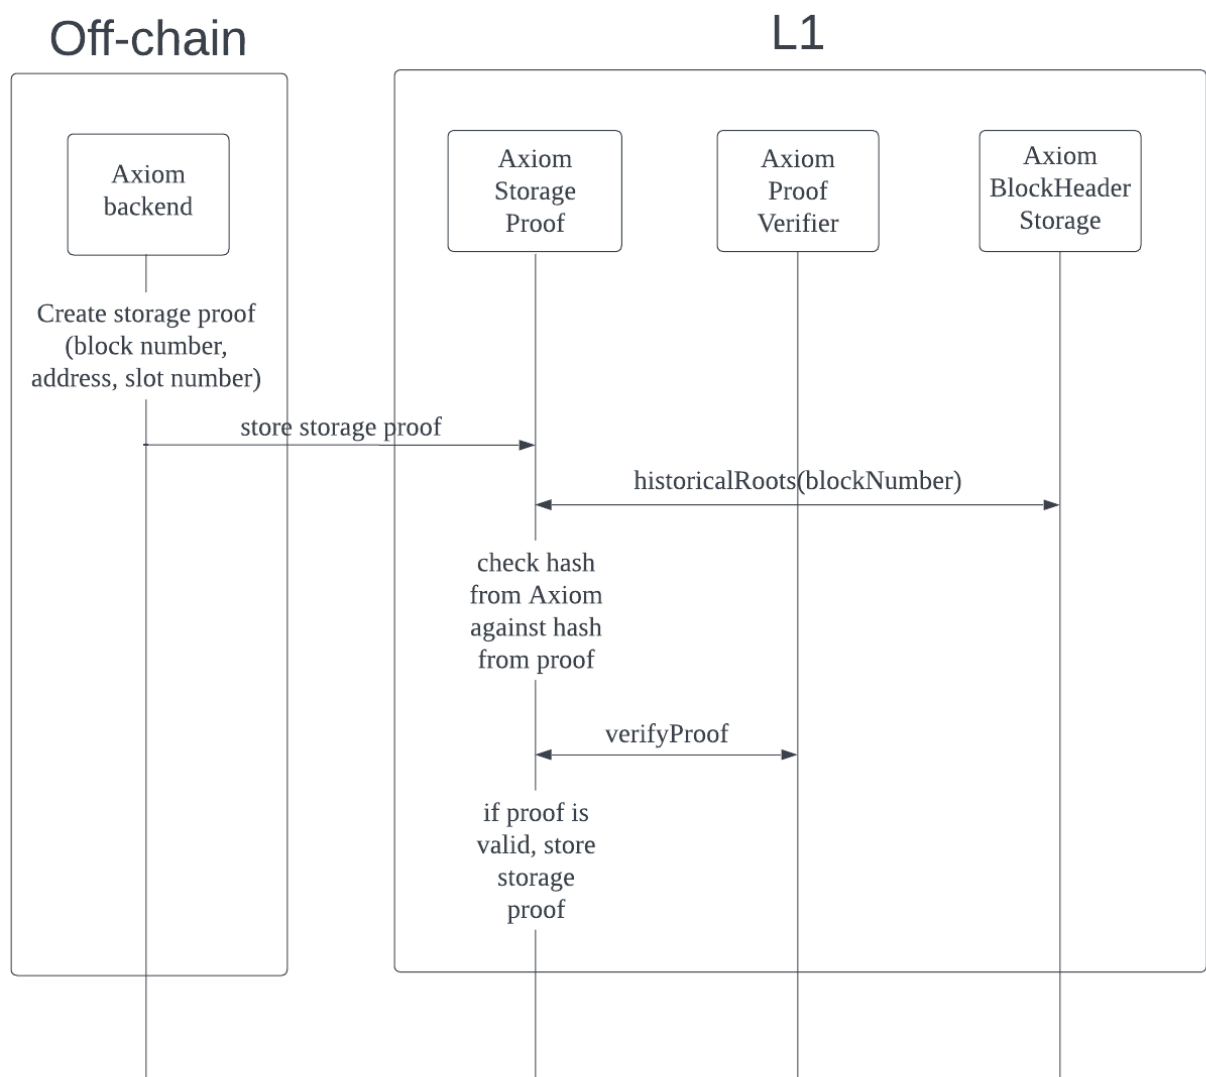 Off-chain
L1
Axiom
backend
Axiom
Storage
Proof
Axiom
Proof
Verifier
Axiom
BlockHeader
Storage
Create storage proof
(block number,
address, slot number)
store storage proof
historicalRoots(blockNumber)
check hash
from Axiom
against hash
from proof
verifyProof
if proof is
valid, store
storage
proof